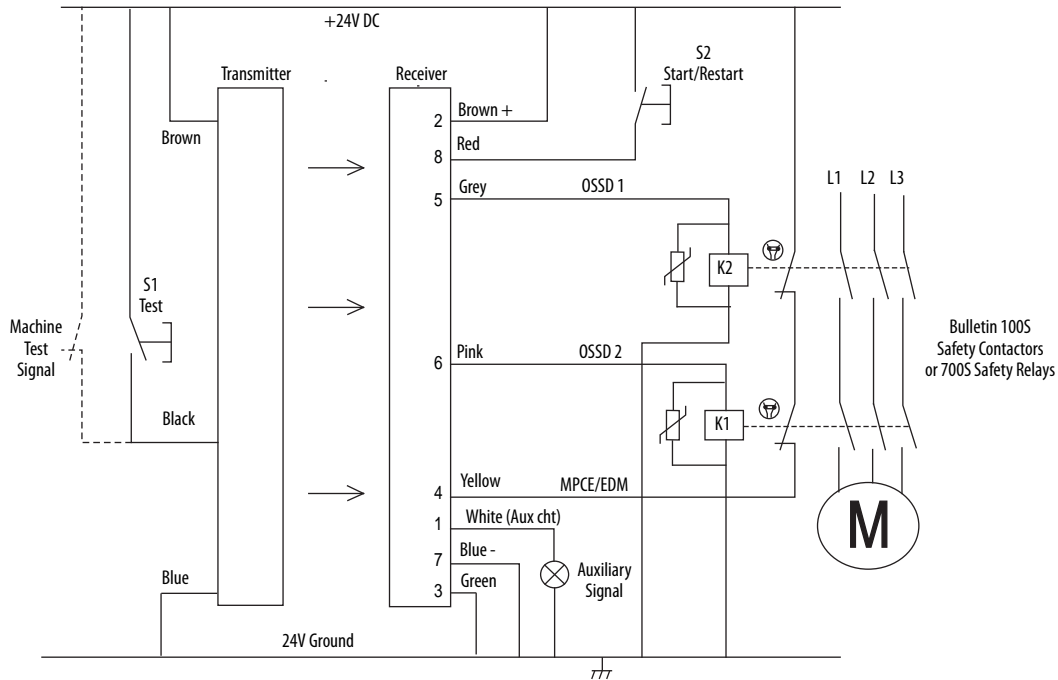 +24V DC
S2
Start/Restart
Transmitter
Receiver
2
Brown +
Brown
8
Red
L1
L2
L3
5
Grey
OSSD 1
K2
S1
Test
Machine
Test
Signal
Bulletin 100S
Safety Contactors
or 700S Safety Relays
6
Pink
OSSD 2
Black
K1
4
Yellow
MPCE/EDM
M
1
White (Aux cht)
7
Blue -
Auxiliary
Signal
Blue
3
Green
24V Ground